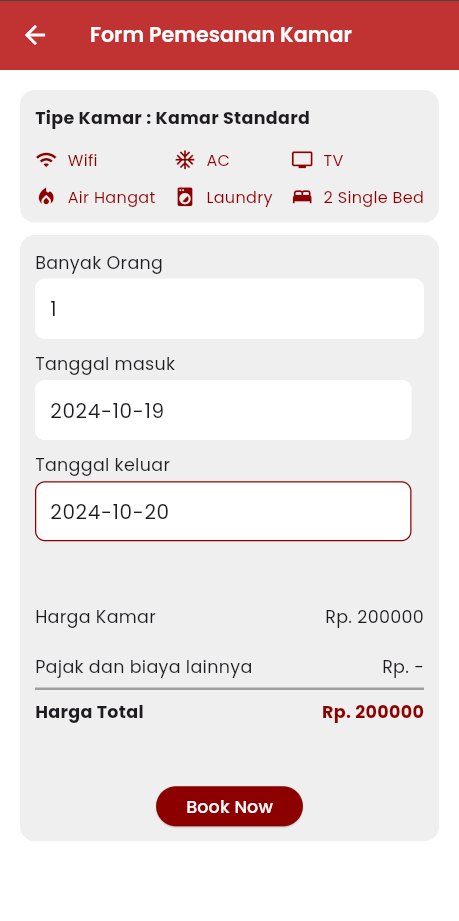 Form Pemesanan Kamar
Tipe Kamar : Kamar Standard
Wifi AC TV
Air Hangat Laundry 2 Single Bed
Banyak Orang
1
Tanggal masuk
2024-10-19
Tanggal keluar
2024-10-20
Harga Kamar Rp. 200000
Pajak dan biaya lainnya Rp. -
Harga Total Rp. 200000
Book Now